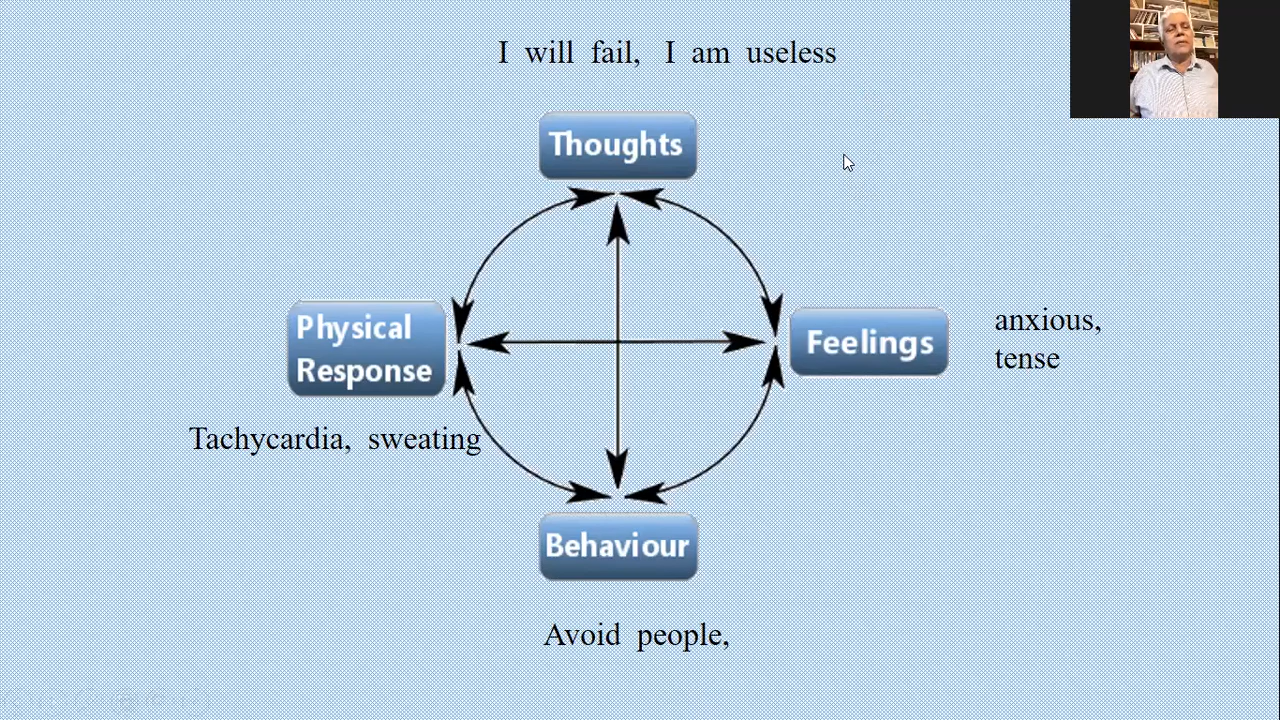 I will fail, I am useless
Thoughts
Physical
Response
Feelings
anxious,
tense
Tachycardia, sweating
Behaviour
Avoid people,